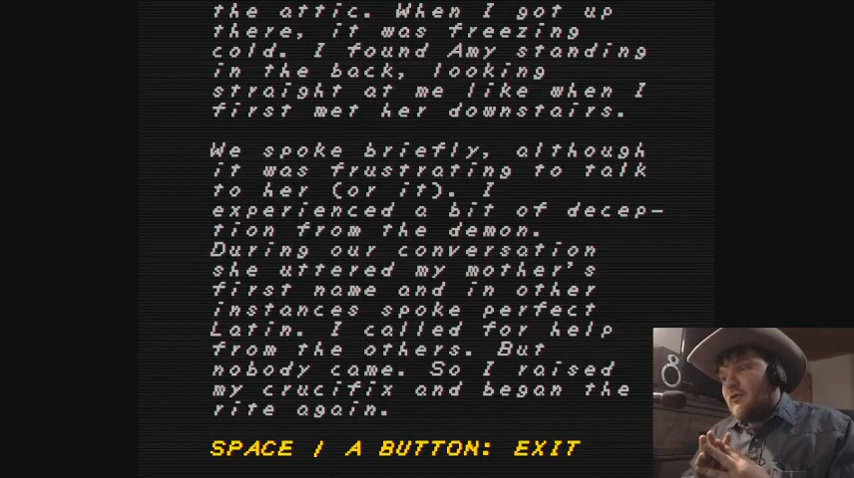 the attic. When I got up
there, it was freezing
cold. I found Amy standing
in the back, looking
straight at me like when I
first met her downstairs.
We spoke briefly, although
it was frustrating to talk
to her (or it). I
experienced a bit of decep-
tion from the demon.
During our conversation
she uttered my mother's
first name and in other
instances spoke perfect
Latin. I called for help
from the others. But
nobody came. So I raised
my crucifix and began the
rite again.
SPACE / A BUTTON: EXIT